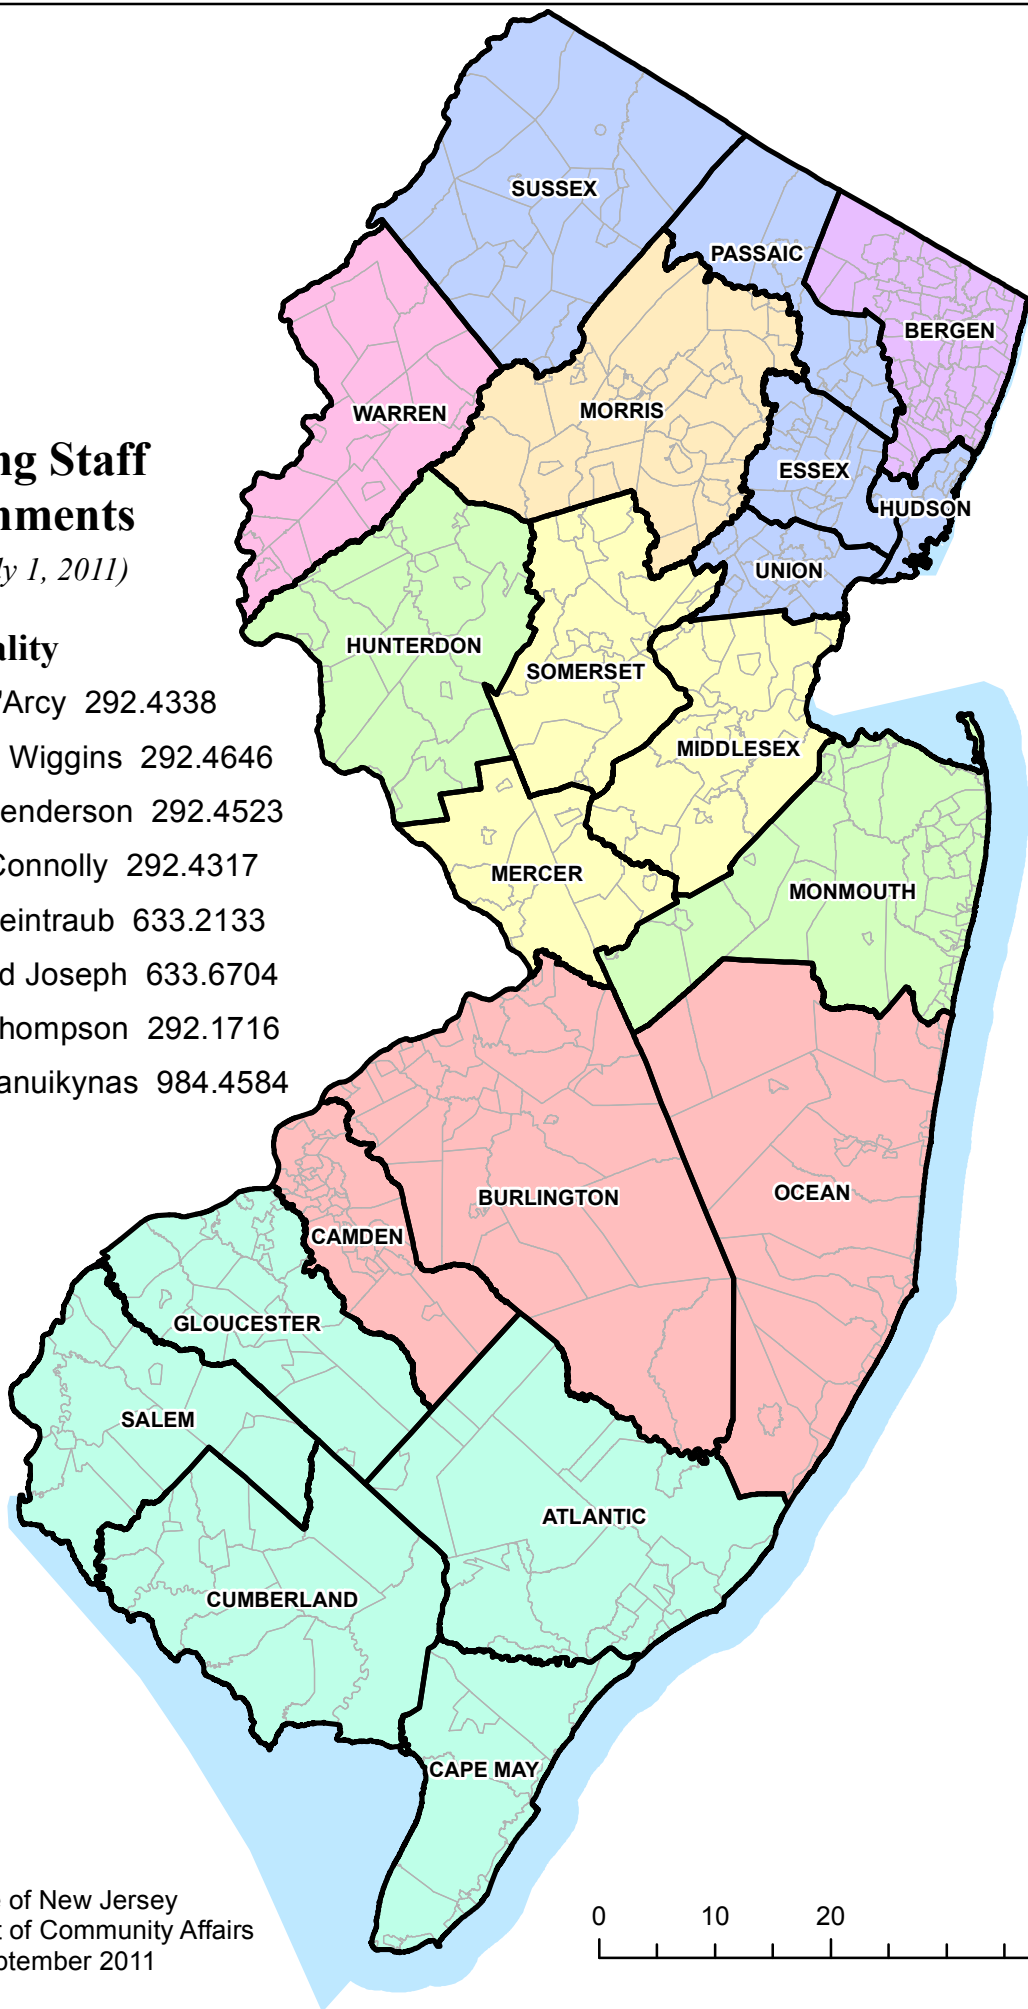 SUSSEX
PASSAIC
BERGEN
WARREN
MORRIS
ng Staff
ESSEX
nments
HUDSON
ly 1, 2011)
UNION
ality
HUNTERDON
SOMERSET
'Arcy 292.4338
MIDDLESEX
Wiggins 292.4646
enderson 292.4523
Connolly 292.4317
MERCER
MONMOUTH
eintraub 633.2133
d Joseph 633.6704
hompson 292.1716
anuikynas 984.4584
BURLINGTON
OCEAN
CAMDEN
GLOUCESTER
SALEM
ATLANTIC
CUMBERLAND
CAPE MAY
e of New Jersey
t of Community Affairs
ptember 2011
0 10 20